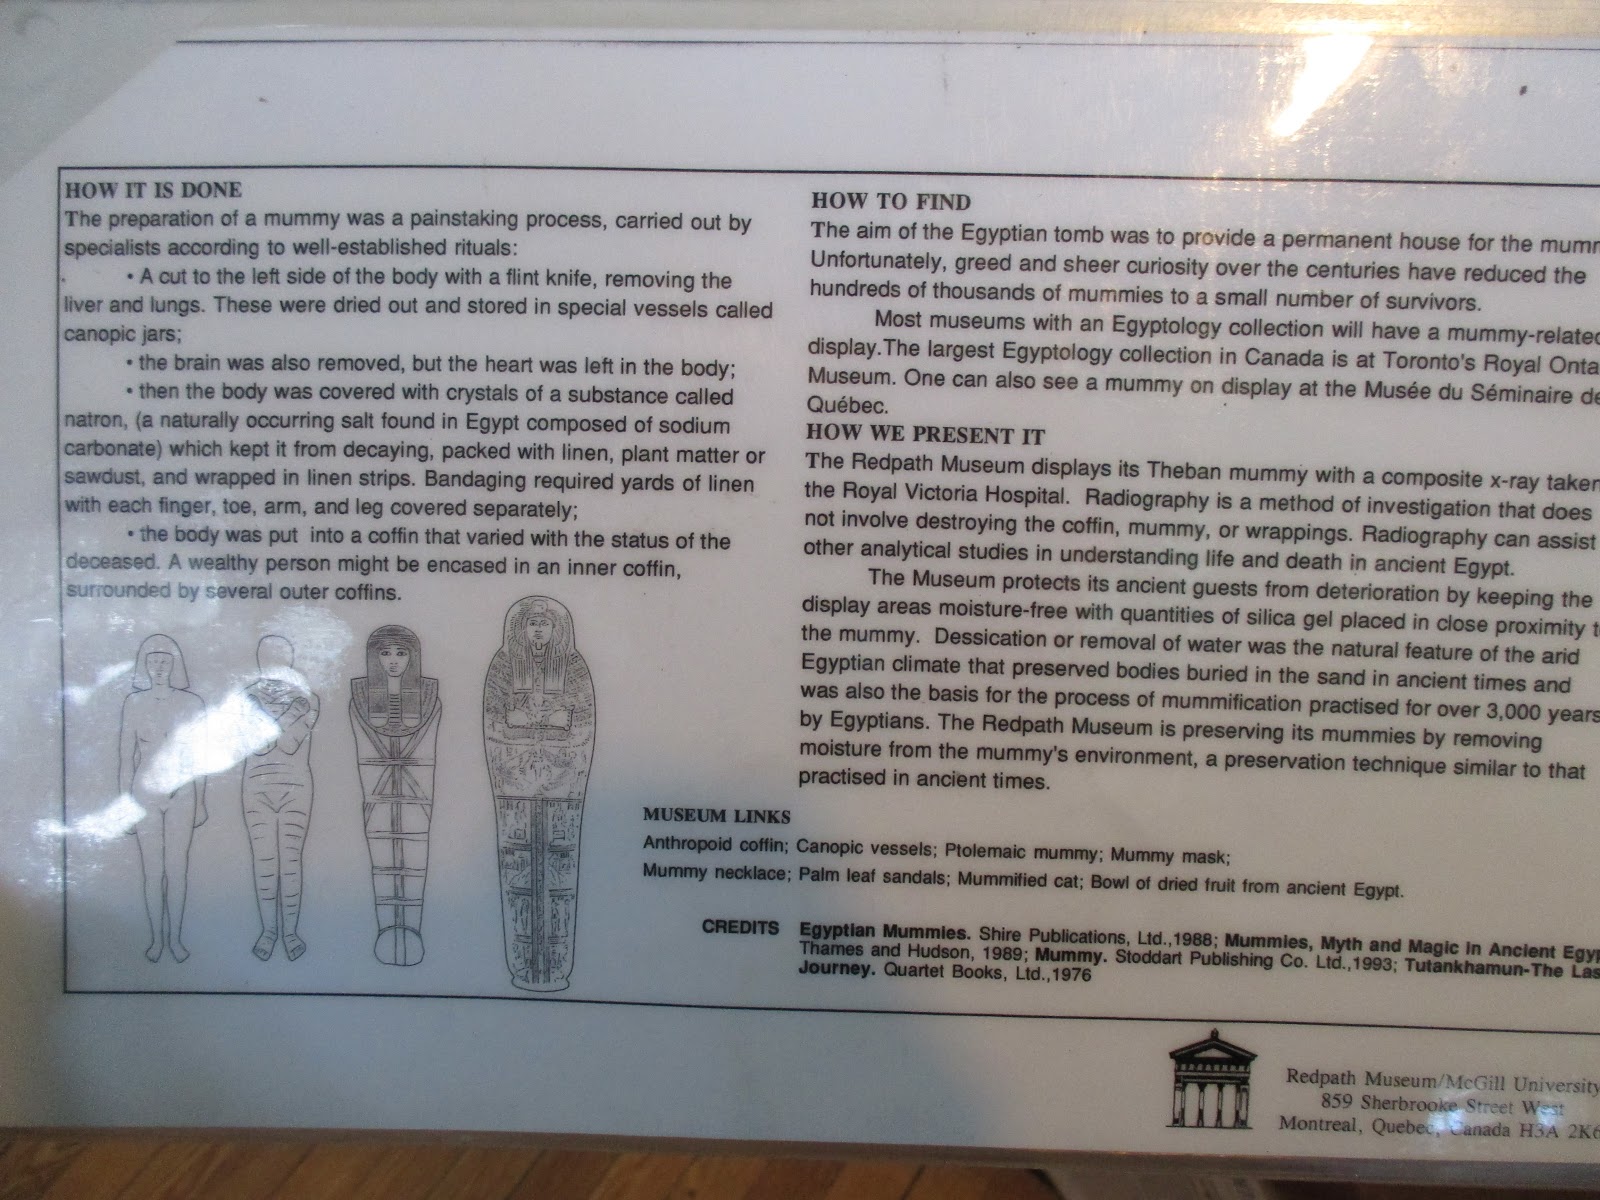 HOW IT IS DONE
The preparation of a mummy was a painstaking process, carried out by
specialists according to well-established rituals:
• A cut to the left side of the body with a flint knife, removing the
liver and lungs. These were dried out and stored in special vessels called
canopic jars;
• the brain was also removed, but the heart was left in the body;
• then the body was covered with crystals of a substance called
natron, (a naturally occurring salt found in Egypt composed of sodium
carbonate) which kept it from decaying, packed with linen, plant matter or
sawdust, and wrapped in linen strips. Bandaging required yards of linen
with each finger, toe, arm, and leg covered separately;
• the body was put into a coffin that varied with the status of the
deceased. A wealthy person might be encased in an inner coffin,
surrounded by several outer coffins.
HOW TO FIND
The aim of the Egyptian tomb was to provide a permanent house for the
Unfortunately, greed and sheer curiosity over the centuries have reduced the
hundreds of thousands of mummies to a small number of survivors.
Most museums with an Egyptology collection will have a mummy-related
display.The largest Egyptology collection in Canada is at Toronto's Royal
Museum. One can also see a mummy on display at the Musée du Séminaire de
Québec.
HOW WE PRESENT IT
The Redpath Museum displays its Theban mummy with a composite x-ray taken
the Royal Victoria Hospital. Radiography is a method of investigation that does
not involve destroying the coffin, mummy, or wrappings. Radiography can assist
other analytical studies in understanding life and death in ancient Egypt.
The Museum protects its ancient guests from deterioration by keeping the
display areas moisture-free with quantities of silica gel placed in close proximity
the mummy. Dessication or removal of water was the natural feature of the arid
Egyptian climate that preserved bodies buried in the sand in ancient times and
was also the basis for the process of mummification practised for over 3,000 years
by Egyptians. The Redpath Museum is preserving its mummies by removing
moisture from the mummy's environment, a preservation technique similar to that
practised in ancient times.
MUSEUM LINKS
Anthropoid coffin; Canopic vessels; Ptolemaic mummy; Mummy mask;
Mummy necklace; Palm leaf sandals; Mummified cat; Bowl of dried fruit from ancient Egypt.
CREDITS Egyptian Mummies. Shire Publications, Ltd.,1988; Mummies, Myth and Magic in Ancient
Thames and Hudson, 1989; Mummy. Stoddart Publishing Co. Ltd.,1993; Tutankhamun-The
Journey. Quartet Books, Ltd.,1976
Redpath Museum/McGill University
859 Sherbrooke Street West
Montreal, Quebec, Canada H3A